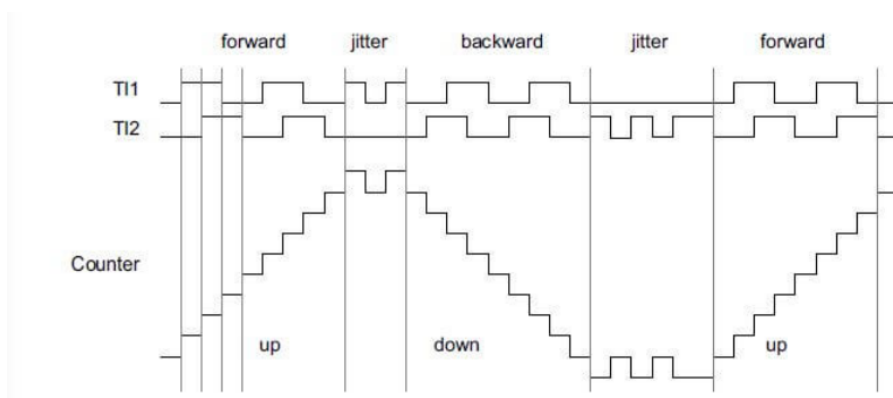 forward jitter backward jitter forward
TI1
TI2
Counter
up down up